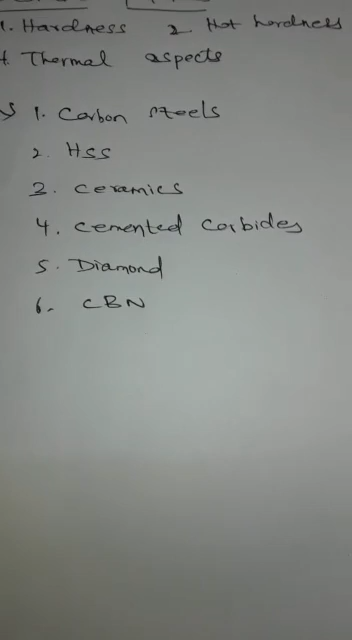 1. Hardness 2. Hot hardness
4. Thermal aspects
1. Carbon steels
2. HSS
3. Ceramics
4. Cemented Carbides
5. Diamond
6. CBN